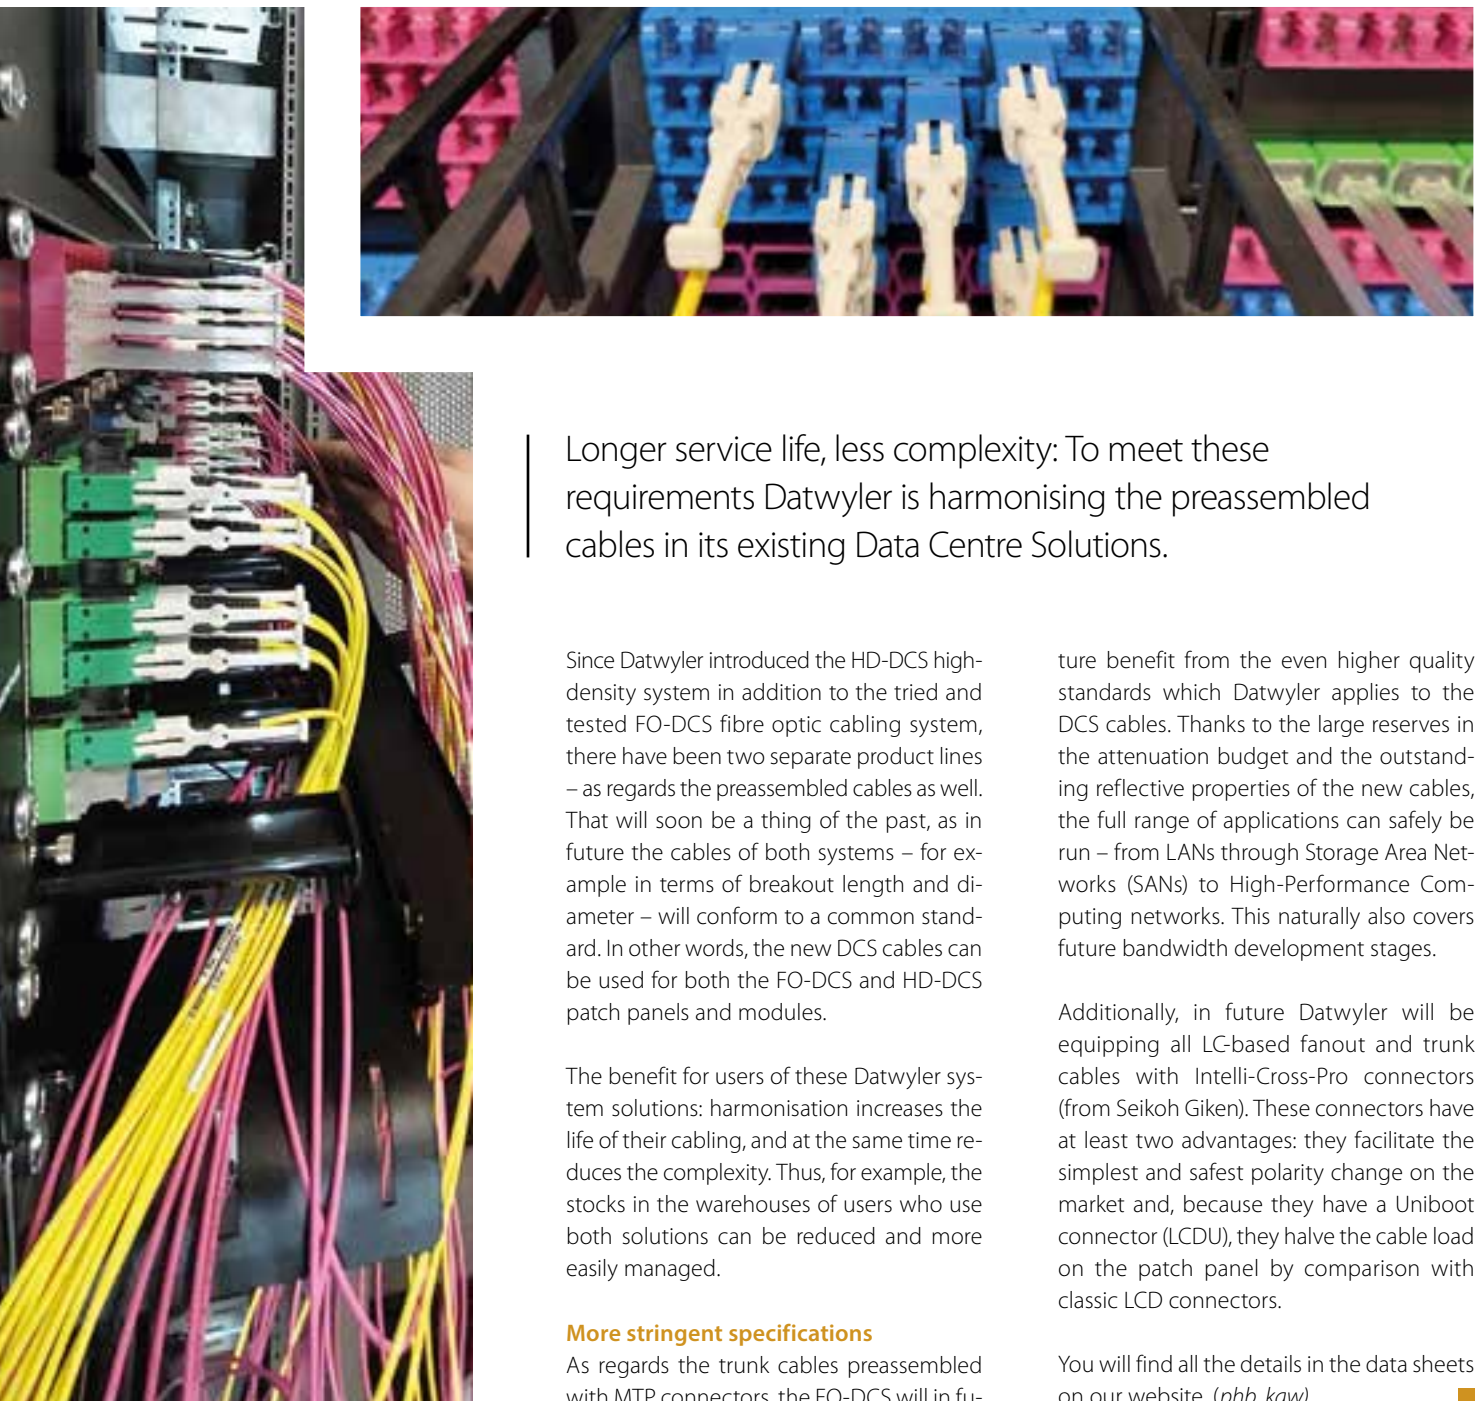 Longer service life, less complexity: To meet these
requirements Datwyler is harmonising the preassembled
cables in its existing Data Centre Solutions.
Since Datwyler introduced the HD-DCS high-
density system in addition to the tried and
tested FO-DCS fibre optic cabling system,
there have been two separate product lines
– as regards the preassembled cables as well.
That will soon be a thing of the past, as in
future the cables of both systems – for ex-
ample in terms of breakout length and di-
ameter – will conform to a common stand-
ard. In other words, the new DCS cables can
be used for both the FO-DCS and HD-DCS
patch panels and modules.
The benefit for users of these Datwyler sys-
tem solutions: harmonisation increases the
life of their cabling, and at the same time re-
duces the complexity. Thus, for example, the
stocks in the warehouses of users who use
both solutions can be reduced and more
easily managed.
More stringent specifications
As regards the trunk cables preassembled
with MTP connectors, the FO-DCS will in fu-
ture benefit from the even higher quality
standards which Datwyler applies to the
DCS cables. Thanks to the large reserves in
the attenuation budget and the outstand-
ing reflective properties of the new cables,
the full range of applications can safely be
run – from LANs through Storage Area Net-
works (SANs) to High-Performance Com-
puting networks. This naturally also covers
future bandwidth development stages.
Additionally, in future Datwyler will be
equipping all LC-based fanout and trunk
cables with Intelli-Cross-Pro connectors
(from Seikoh Giken). These connectors have
at least two advantages: they facilitate the
simplest and safest polarity change on the
market and, because they have a Uniboot
connector (LCDU), they halve the cable load
on the patch panel by comparison with
classic LCD connectors.
You will find all the details in the data sheets
on our website. (phb, kaw)